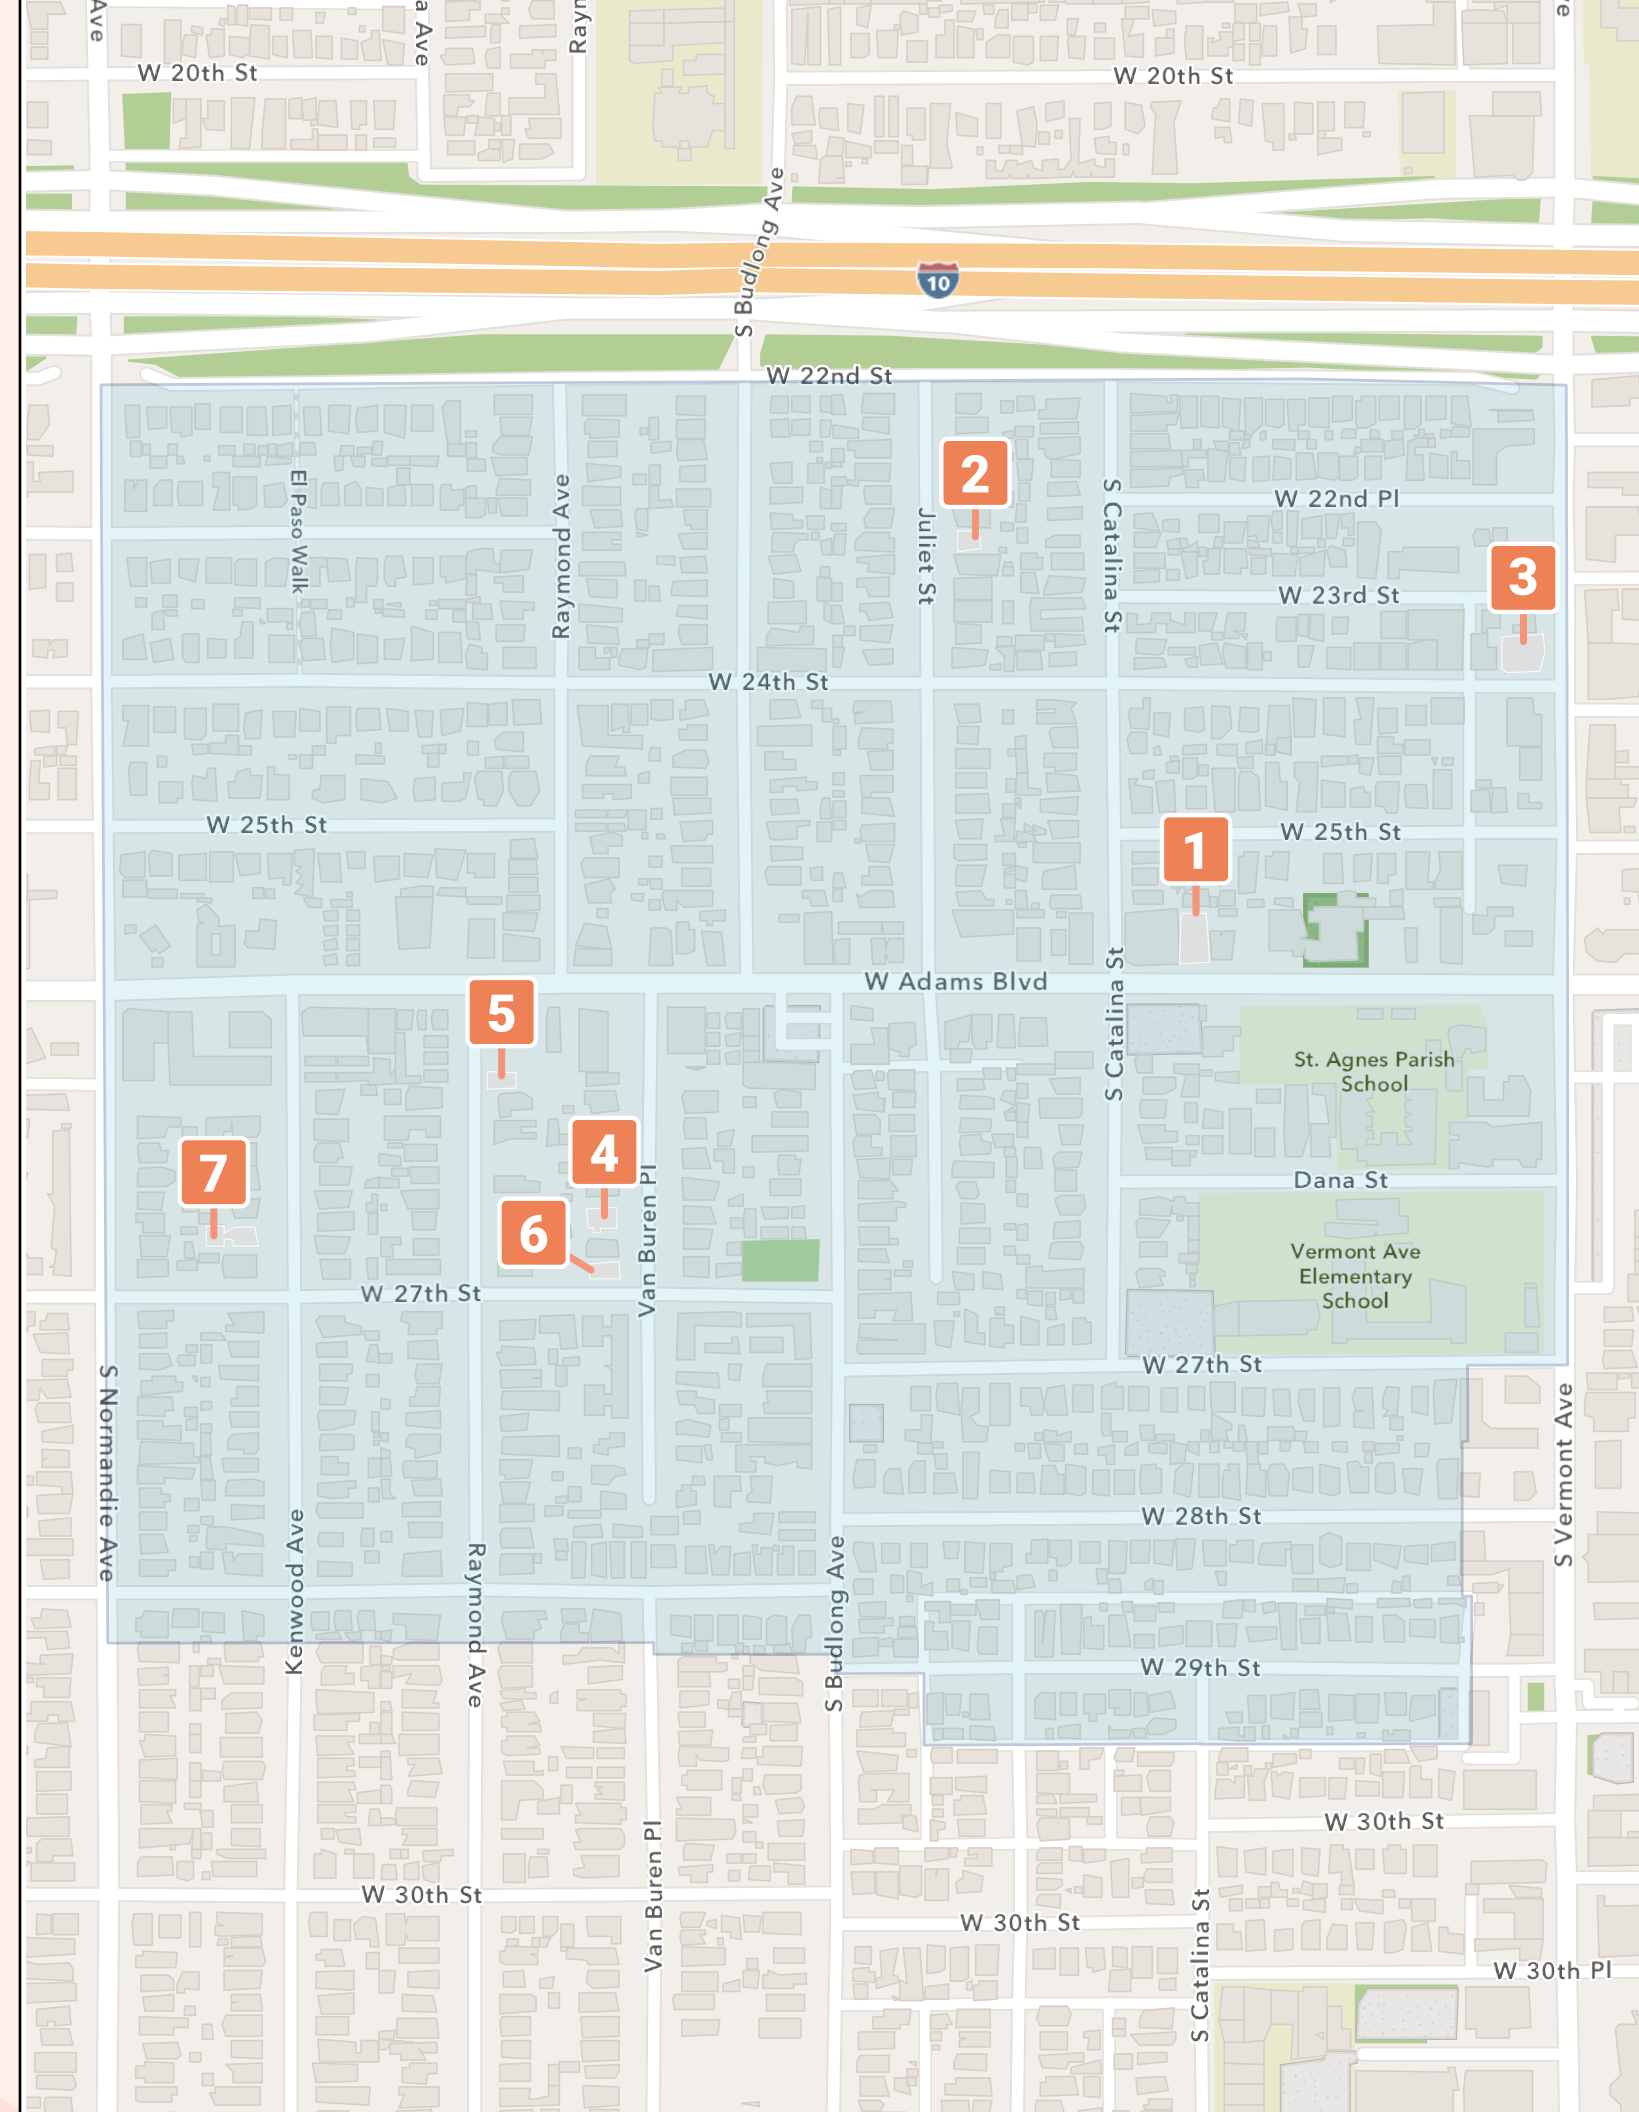 Ave
a Ave
Rayn
W 20th St
W 20th St
S Budlong Ave
10
W 22nd St
El Paso Walk
Raymond Ave
2
Juliet St
S Catalina St
W 22nd Pl
3
W 23rd St
W 24th St
W 25th St
1
W 25th St
W Adams Blvd
5
S Catalina St
St. Agnes Parish
School
7
4
6
Van Buren Pl
Dana St
Vermont Ave
Elementary
School
W 27th St
W 27th St
S Normandie Ave
S Vermont Ave
Kenwood Ave
Raymond Ave
S Budlong Ave
W 28th St
W 29th St
W 30th St
Van Buren Pl
W 30th St
W 30th St
S Catalina St
W 30th Pl